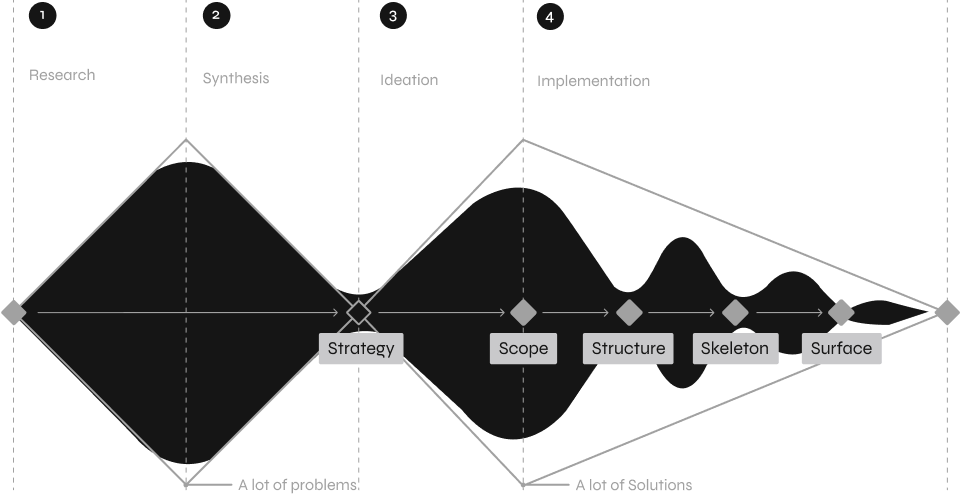 1
2
3
4
Research
Synthesis
Ideation
Implementation
Strategy
Scope
Structure
Skeleton
Surface
A lot of problems.
A lot of Solutions